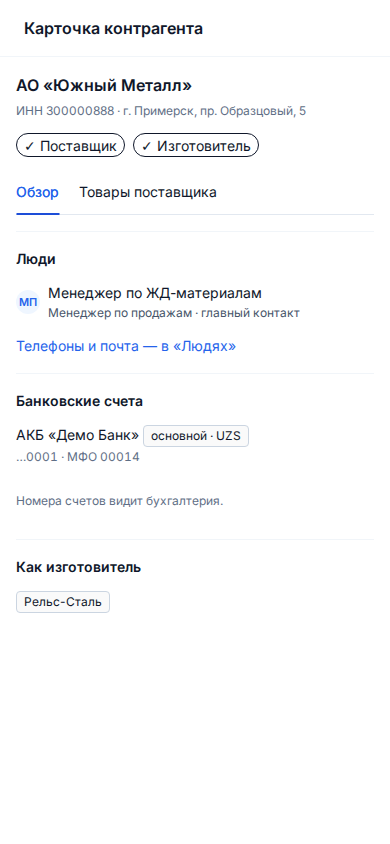 Карточка контрагента
АО «Южный Металл»
ИНН 300000888 · г. Примерск, пр. Образцовый, 5
✓ Поставщик ✓ Изготовитель
Обзор Товары поставщика
Люди
МП Менеджер по ЖД-материалам
Менеджер по продажам · главный контакт
Телефоны и почта — в «Людях»
Банковские счета
АКБ «Демо Банк» основной · UZS
…0001 · МФО 00014
Номера счетов видит бухгалтерия.
Как изготовитель
Рельс-Сталь